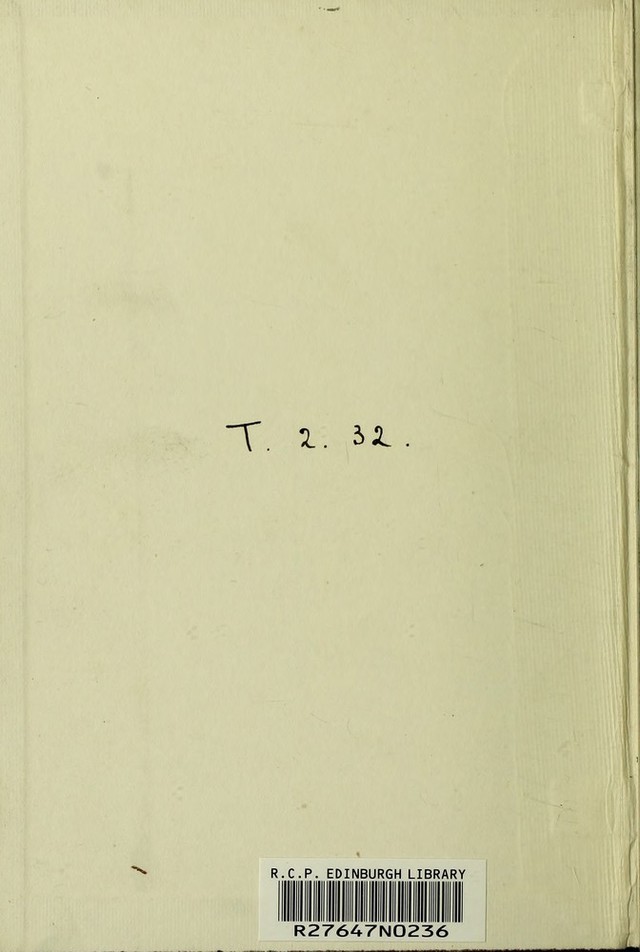 T. 2. 32.
R.C.P. EDINBURGH LIBRARY
R27647N0236